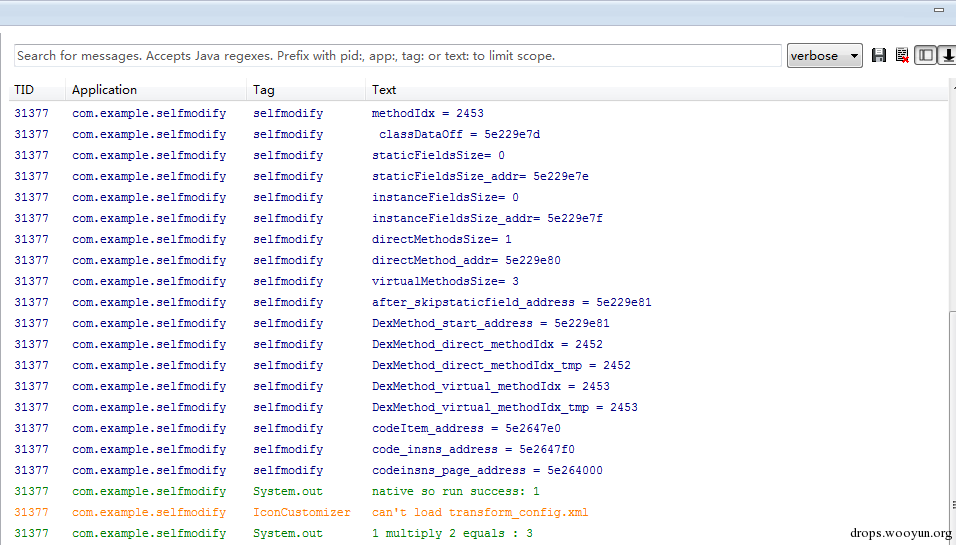 Search for messages. Accepts Java regexes. Prefix with pid:, app:, tag: or text: to limit scope. verbose
TID Application Tag Text
31377 com.example.selfmodify selfmodify methodIdx = 2453
31377 com.example.selfmodify selfmodify classDataOff = 5e229e7d
31377 com.example.selfmodify selfmodify staticFieldsSize= 0
31377 com.example.selfmodify selfmodify staticFieldsSize_addr= 5e229e7e
31377 com.example.selfmodify selfmodify instanceFieldsSize= 0
31377 com.example.selfmodify selfmodify instanceFieldsSize_addr= 5e229e7f
31377 com.example.selfmodify selfmodify directMethodsSize= 1
31377 com.example.selfmodify selfmodify directMethod_addr= 5e229e80
31377 com.example.selfmodify selfmodify virtualMethodsSize= 3
31377 com.example.selfmodify selfmodify after_skipstaticfield_address = 5e229e81
31377 com.example.selfmodify selfmodify DexMethod_start_address = 5e229e81
31377 com.example.selfmodify selfmodify DexMethod_direct_methodIdx = 2452
31377 com.example.selfmodify selfmodify DexMethod_direct_methodIdx_tmp = 2452
31377 com.example.selfmodify selfmodify DexMethod_virtual_methodIdx = 2453
31377 com.example.selfmodify selfmodify DexMethod_virtual_methodIdx_tmp = 2453
31377 com.example.selfmodify selfmodify codeItem_address = 5e2647e0
31377 com.example.selfmodify selfmodify code_insns_address = 5e2647f0
31377 com.example.selfmodify selfmodify codeinsns_page_address = 5e264000
31377 com.example.selfmodify System.out native so run success: 1
31377 com.example.selfmodify IconCustomizer can't load transform_config.xml
31377 com.example.selfmodify System.out 1 multiply 2 equals : 3
drops.wooyun.org